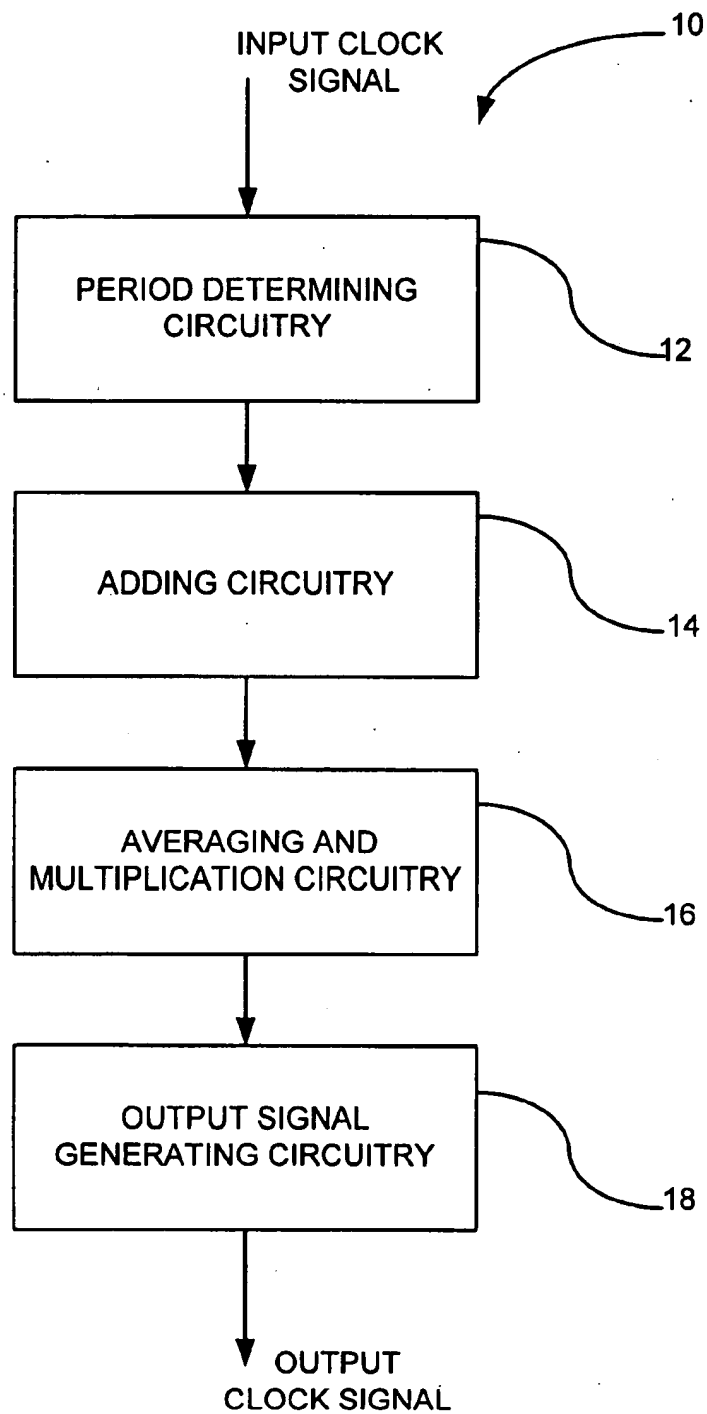 INPUT CLOCK
SIGNAL
10
PERIOD DETERMINING
CIRCUITRY
12
ADDING CIRCUITRY
14
AVERAGING AND
MULTIPLICATION CIRCUITRY
16
OUTPUT SIGNAL
GENERATING CIRCUITRY
18
OUTPUT
CLOCK SIGNAL